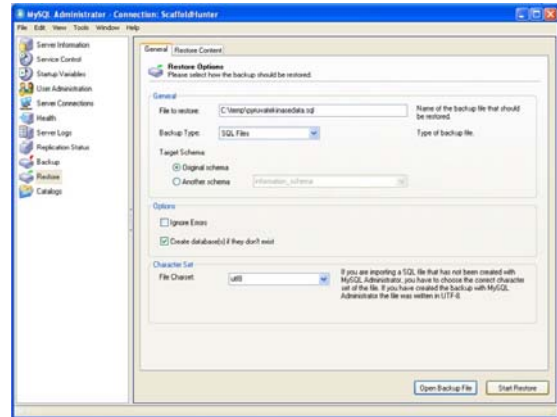 MySQL Administrator - Connection: ScaffoldHunter
File Edit View Tools Window Help
Server Information
Service Control
Startup Variables
User Administration
Server Connections
Health
Server Logs
Replication Status
Backup
Restore
Catalogs
General Restore Content
Restore Options
Please select how the backup should be restored.
General
File to restore: C:\temp\pyruvatekinasedata.sql Name of the backup file that should
be restored.
Backup Type: SQL Files Type of backup file.
Target Schema
Original schema
Another schema information_schema
Options
Ignore Errors
Create database(s) if they don't exist
Character Set
File Charset: utf8 If you are importing a SQL file that has not been created with
MySQL Administrator, you have to choose the correct character
set of the file. If you have created the backup with MySQL
Administrator the file was written in UTF-8.
Open Backup File Start Restore